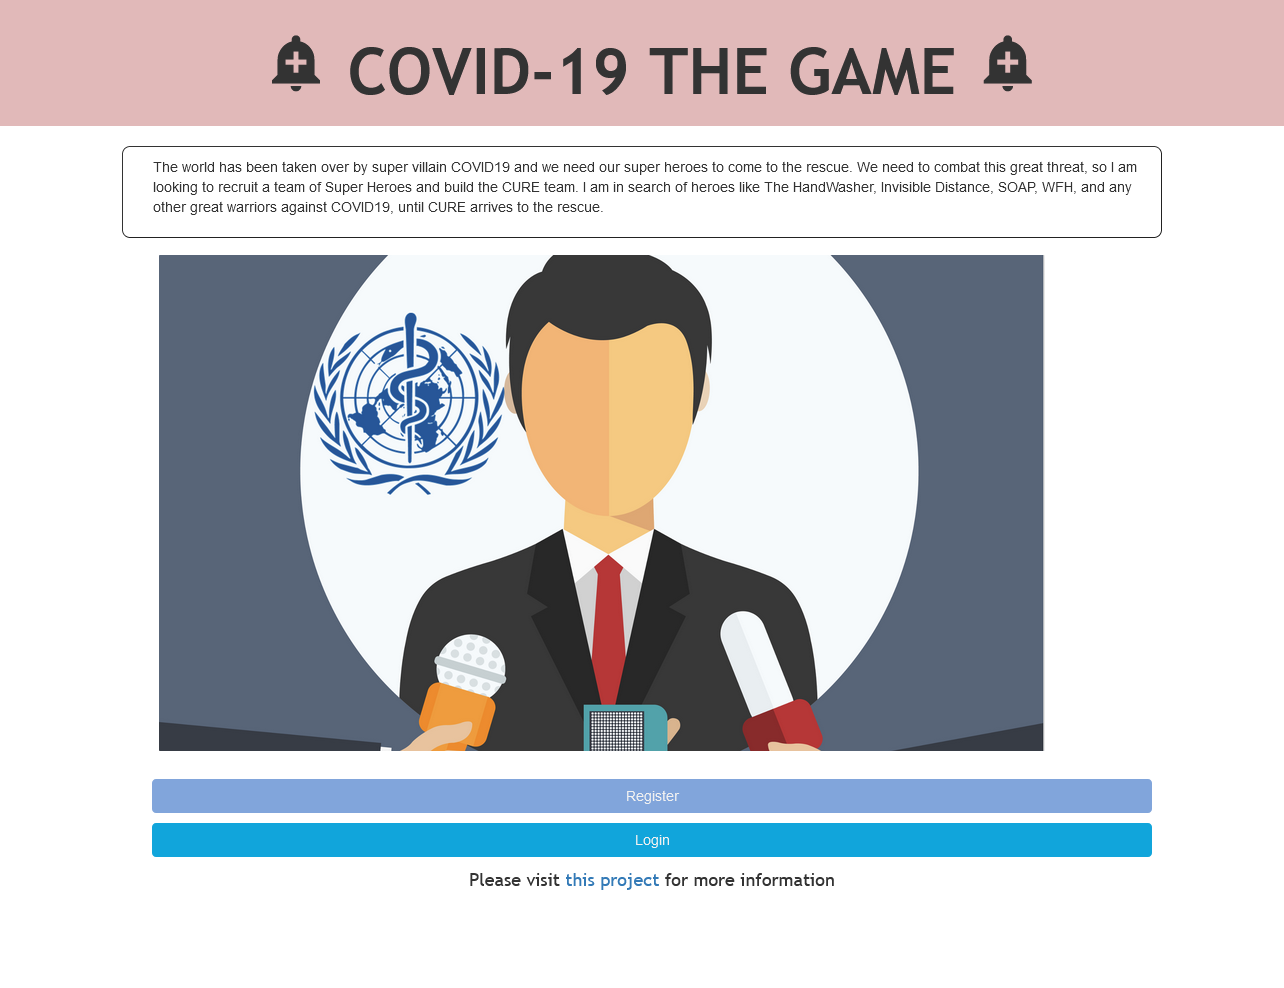 COVID-19 THE GAME
The world has been taken over by super villain COVID19 and we need our super heroes to come to the rescue. We need to combat this great threat, so I am
looking to recruit a team of Super Heroes and build the CURE team. I am in search of heroes like The HandWasher, Invisible Distance, SOAP, WFH, and any
other great warriors against COVID19, until CURE arrives to the rescue.
Register
Login
Please visit this project for more information